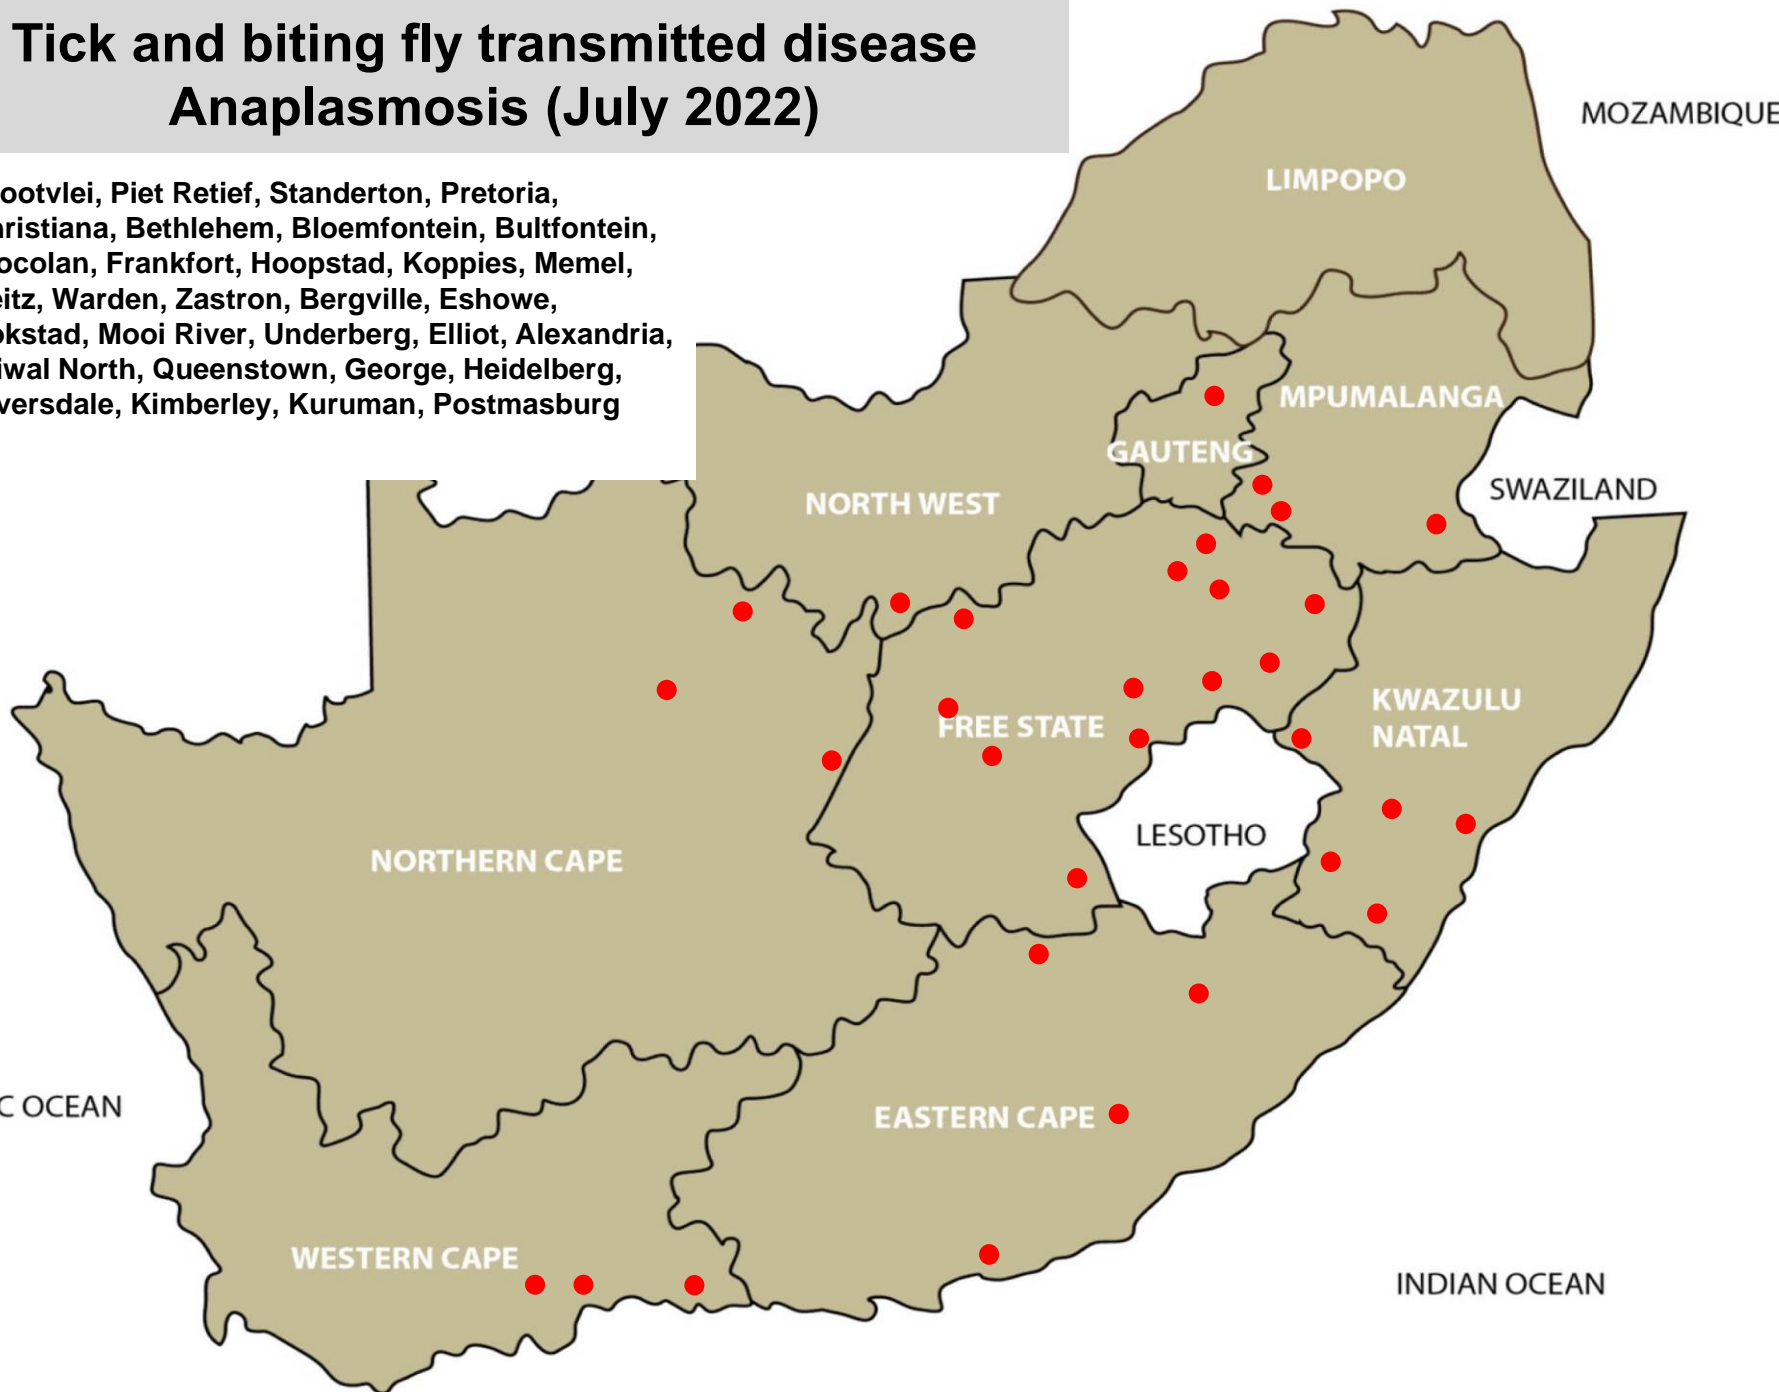 Tick and biting fly transmitted disease
Anaplasmosis (July 2022)
ootvlei, Piet Retief, Standerton, Pretoria,
ristiana, Bethlehem, Bloemfontein, Bultfontein,
ocolan, Frankfort, Hoopstad, Koppies, Memel,
eitz, Warden, Zastron, Bergville, Eshowe,
okstad, Mooi River, Underberg, Elliot, Alexandria,
iwal North, Queenstown, George, Heidelberg,
versdale, Kimberley, Kuruman, Postmasburg
MOZAMBIQUE
LIMPOPO
MPUMALANGA
GAUTENG
SWAZILAND
NORTH WEST
KWAZULU
NATAL
FREE STATE
LESOTHO
NORTHERN CAPE
C OCEAN
EASTERN CAPE
WESTERN CAPE
INDIAN OCEAN